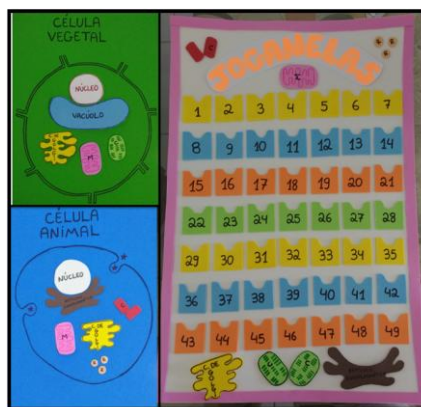 CÉLULA
VEGETAL
NÚCLEO
VACÚOLO
M
CÉLULA
ANIMAL
NÚCLEO
M
JOGANELAS
1 2 3 4 5 6 7
8 9 10 11 12 13 14
15 16 17 18 19 20 21
22 23 24 25 26 27 28
29 30 31 32 33 34 35
36 37 38 39 40 41 42
43 44 45 46 47 48 49